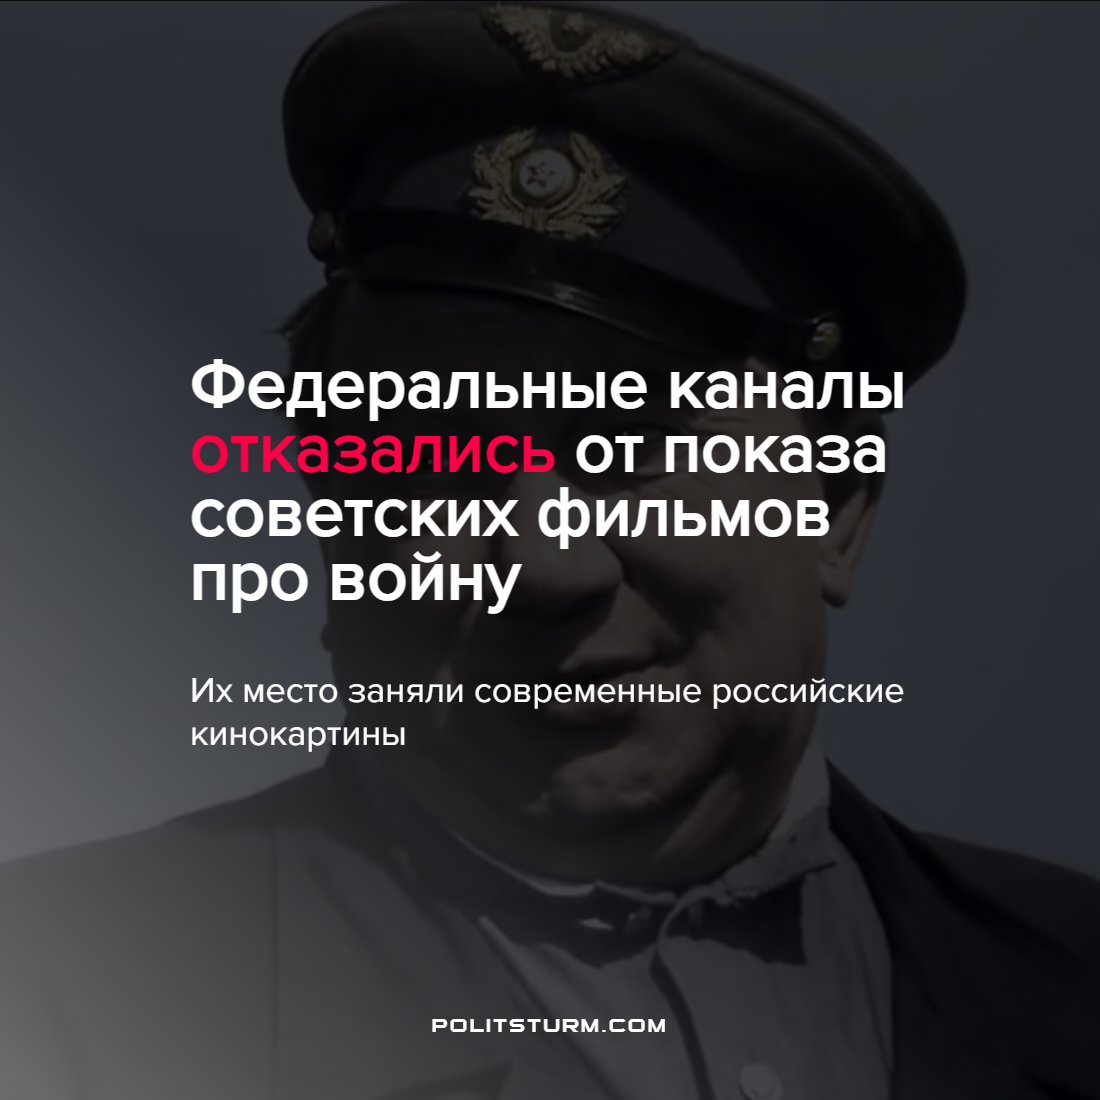 Федеральные каналы
отказались от показа
советских фильмов
про войну
Их место заняли современные российские
кинокартины
POLITSTURM.COM